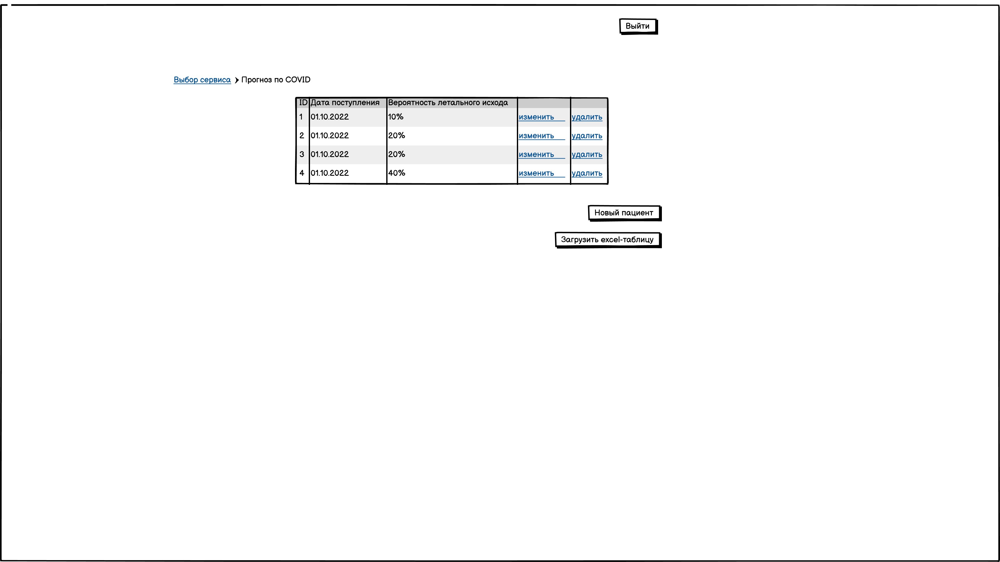 Выйти
Выбор сервиса Прогноз по COVID
ID Дата поступления Вероятность летального исхода
1 01.10.2022 10% изменить удалить
2 01.10.2022 20% изменить удалить
3 01.10.2022 20% изменить удалить
4 01.10.2022 40% изменить удалить
Новый пациент
Загрузить excel-таблицу